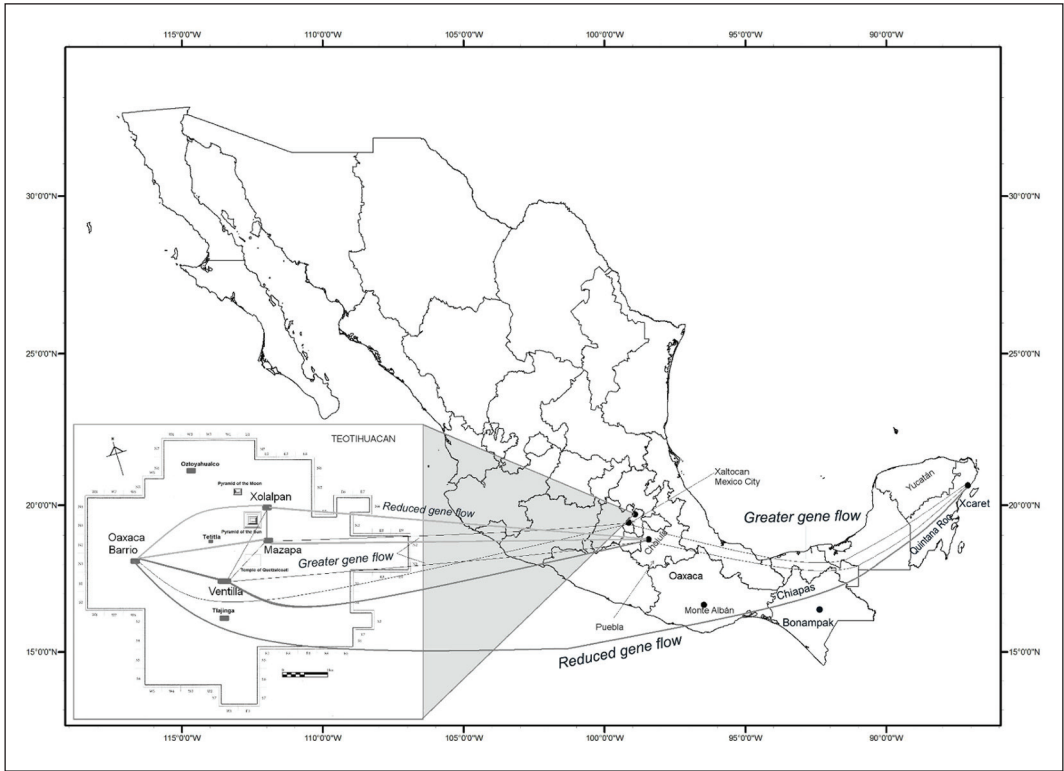 115°0'0"W 110°0'0"W 105°0'0"W 100°0'0"W 95°0'0"W 90°0'0"W
30°0'0"N 30°0'0"N
25°0'0"N 25°0'0"N
TEOTIHUACAN
Oztoyahualco
Pyramid of the Moon
Xolalpan
Reduced gene flow
Pyramid of the Sun
Oaxaca
Barrio
Tetitla
Mazapa
Greater gene flow
Temple of Quetzalcoatl
Ventilla
Tlajinga
Xaltocan
Mexico City
20°0'0"N 20°0'0"N
Yucatán
Xcaret
Greater gene flow
Quintana Roo
Cholula
Oaxaca
Chiapas
Monte Albán
Bonampak
Puebla
Reduced gene flow
15°0'0"N 15°0'0"N
115°0'0"W 110°0'0"W 105°0'0"W 100°0'0"W 95°0'0"W 90°0'0"W